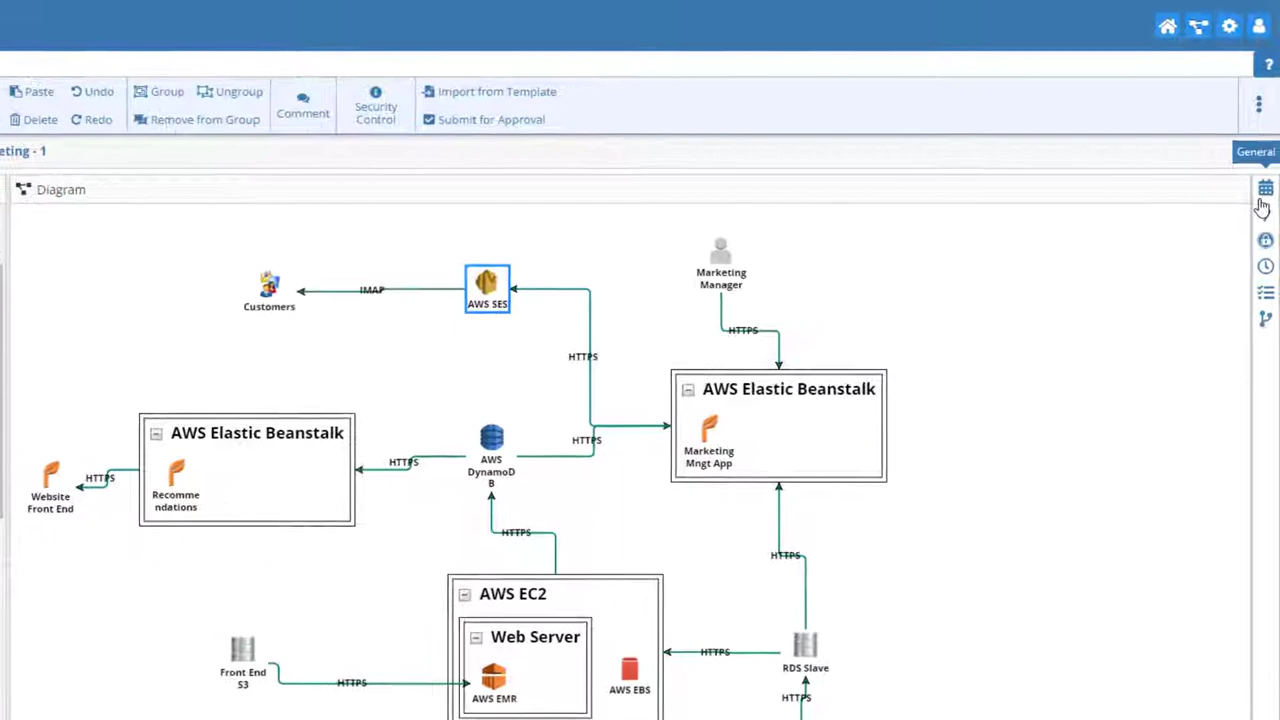 ?
Paste Undo Group Ungroup Comment Security Import from Template
Delete Redo Remove from Group Control Submit for Approval
eting - 1
General
Diagram
Marketing
Manager
Customers
IMAP
AWS SES
HTTPS
HTTPS
AWS Elastic Beanstalk
Marketing
Mngt App
AWS Elastic Beanstalk
HTTPS
AWS
DynamoD
B
HTTPS
HTTPS
Website
Front End
Recomme
ndations
HTTPS
HTTPS
AWS EC2
Web Server
AWS EMR
AWS EBS
Front End
S3
HTTPS
HTTPS
RDS Slave
HTTPS